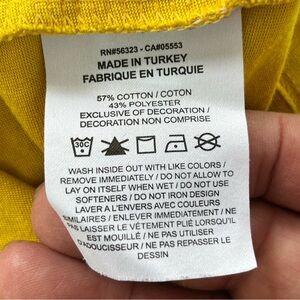 RN#56323 - CA#05553
MADE IN TURKEY
FABRIQUE EN TURQUIE
57% COTTON / COTON
43% POLYESTER
EXCLUSIVE OF DECORATION /
DECORATION NON COMPRISE
30C
WASH INSIDE OUT WITH LIKE COLORS /
REMOVE IMMEDIATELY / DO NOT ALLOW TO
LAY ON ITSELF WHEN WET / DO NOT USE
SOFTENERS / DO NOT IRON DESIGN
LAVER A L'ENVERS AVEC COULEURS
SIMILAIRES / ENLEVER IMMEDIATEMENT / NE
PAS LAISSER LE VÊTEMENT PLIÉ LORSQU'IL
EST MOUILLÉ / NE PAS UTILISER
D'ADOUCISSEUR / NE PAS REPASSER LE
DESSIN